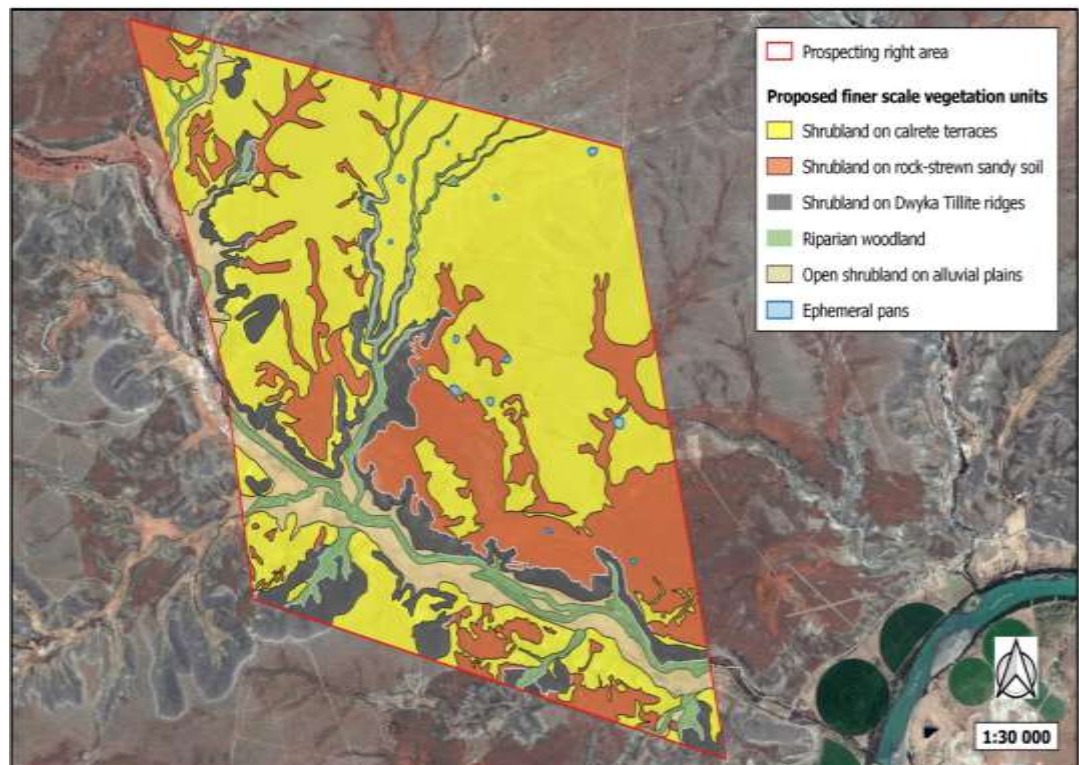 Prospecting right area
Proposed finer scale vegetation units
Shrubland on calrete terraces
Shrubland on rock-strewn sandy soil
Shrubland on Dwyka Tillite ridges
Riparian woodland
Open shrubland on alluvial plains
Ephemeral pans
1:30 000